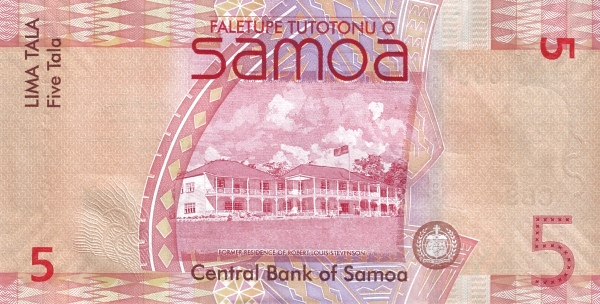 FALETUPE TUTOTONU O
SAMOA
5
LIMA TALA
Five Tala
FORMER RESIDENCE OF ROBERT LOUIS STEVENSON
5
Central Bank of Samoa
5